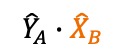 Ŷ_A · X̂_B